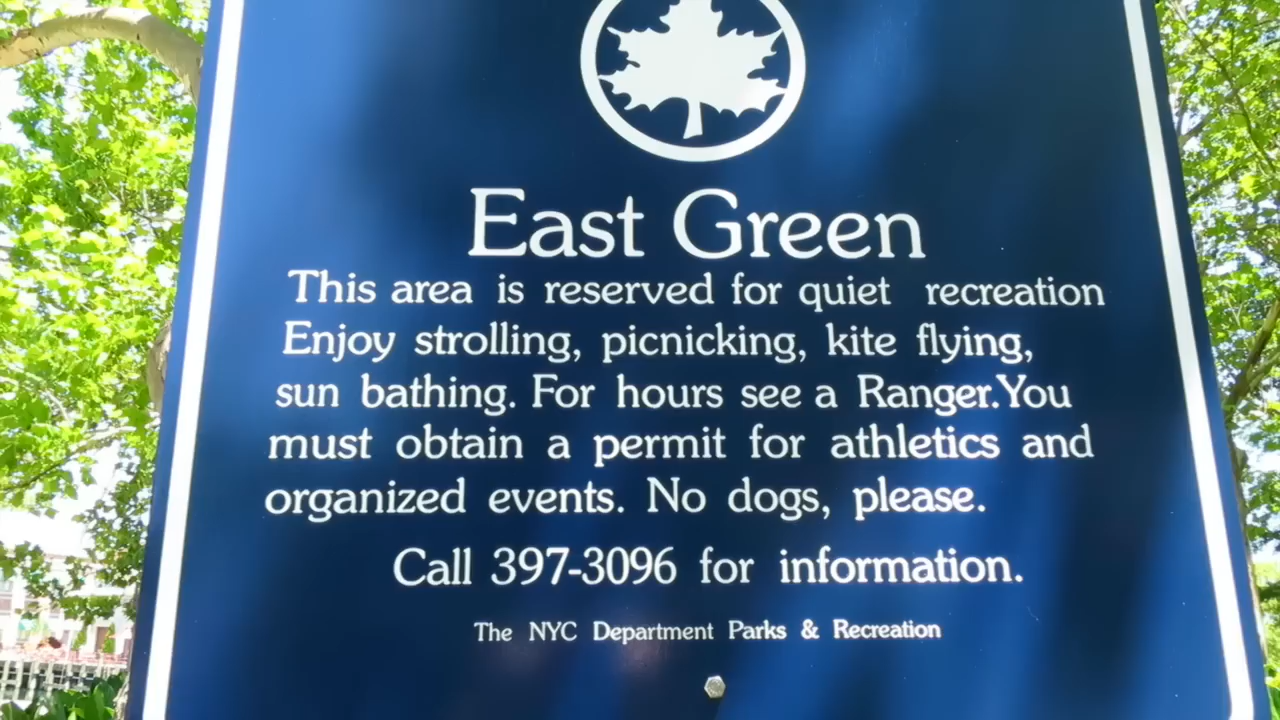 East Green
This area is reserved for quiet recreation
Enjoy strolling, picnicking, kite flying,
sun bathing. For hours see a Ranger.You
must obtain a permit for athletics and
organized events. No dogs, please.
Call 397-3096 for information.
The NYC Department Parks & Recreation